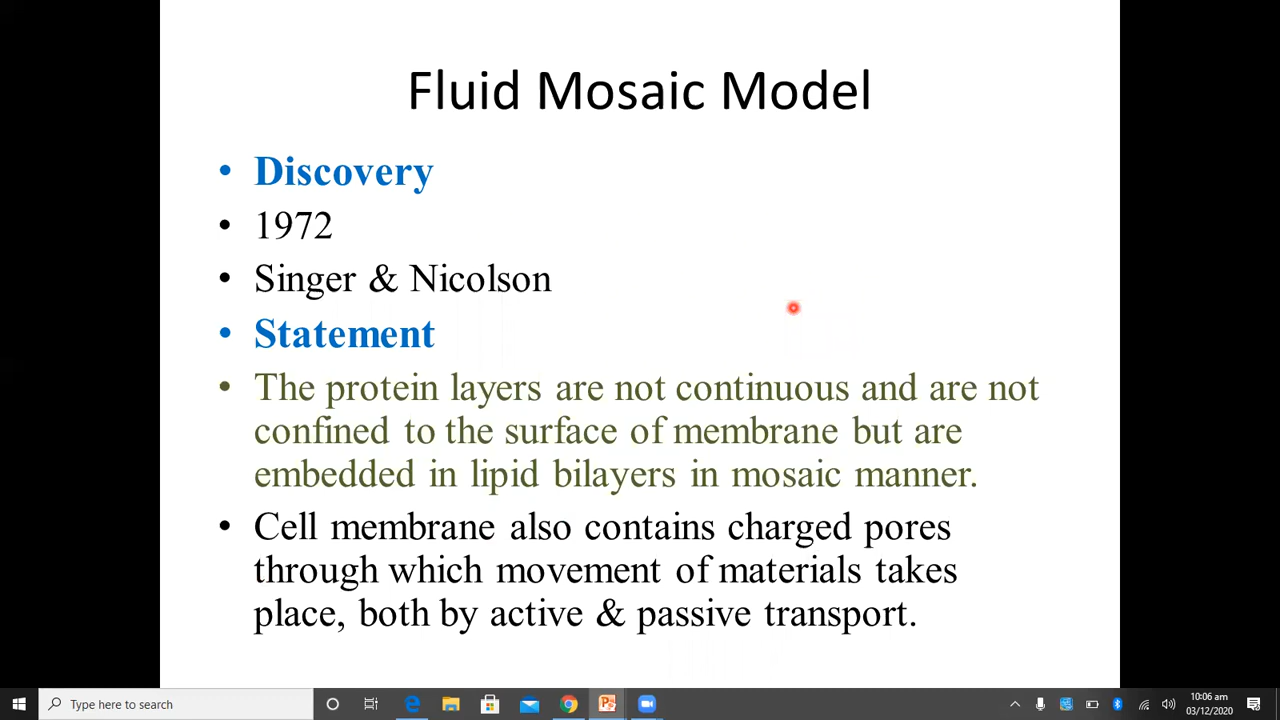 Fluid Mosaic Model
• Discovery
• 1972
• Singer & Nicolson
• Statement
• The protein layers are not continuous and are not
confined to the surface of membrane but are
embedded in lipid bilayers in mosaic manner.
• Cell membrane also contains charged pores
through which movement of materials takes
place, both by active & passive transport.
Type here to search
10:06 am
03/12/2020